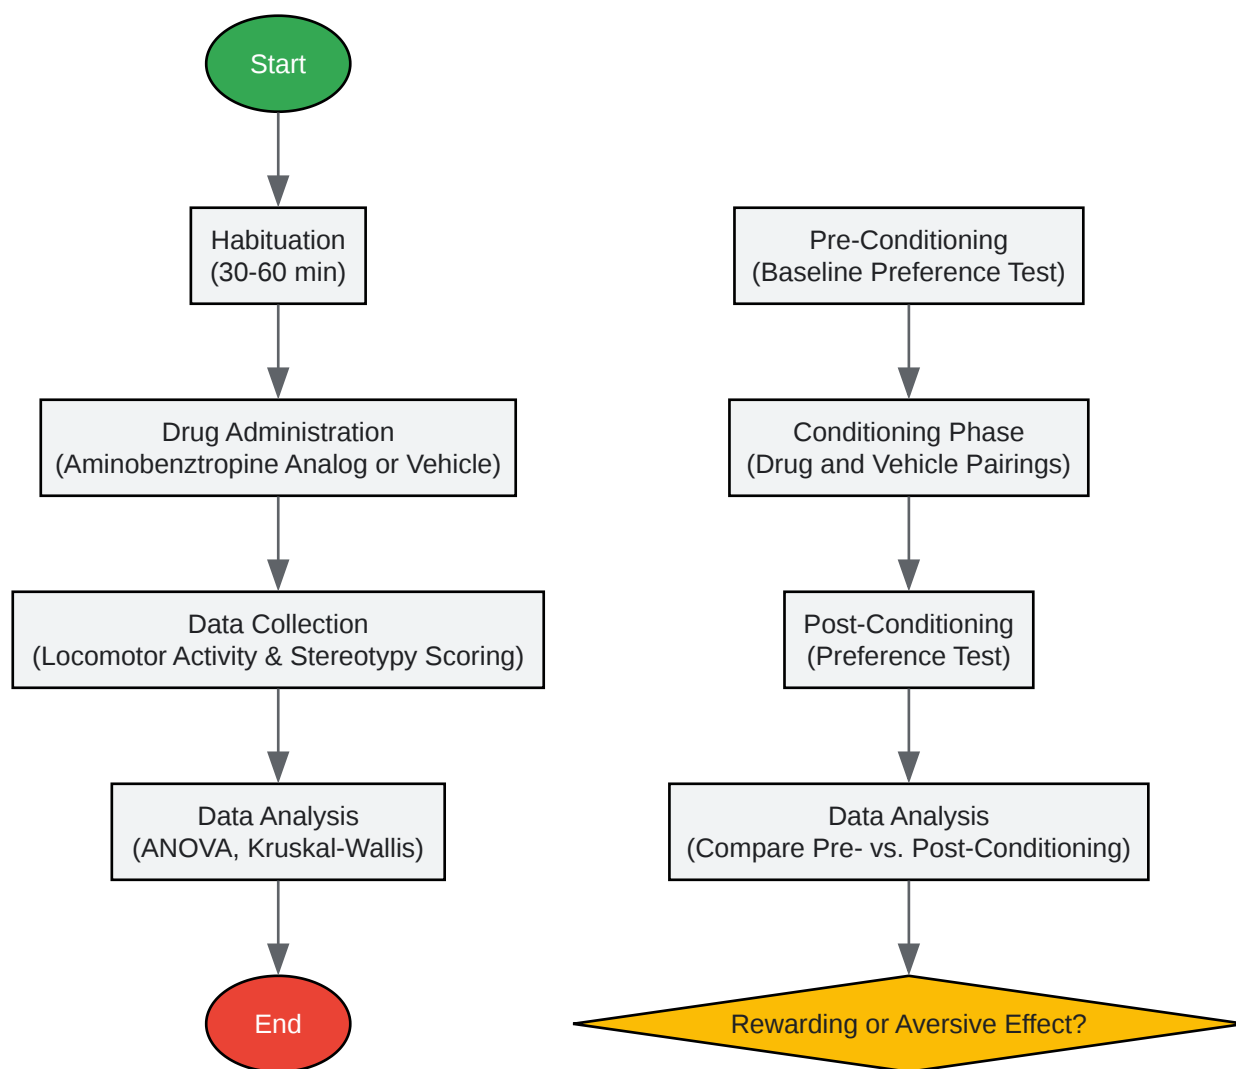 Start
Habituation
(30-60 min)
Drug Administration
(Aminobenztropine Analog or Vehicle)
Data Collection
(Locomotor Activity & Stereotypy Scoring)
Data Analysis
(ANOVA, Kruskal-Wallis)
End
Pre-Conditioning
(Baseline Preference Test)
Conditioning Phase
(Drug and Vehicle Pairings)
Post-Conditioning
(Preference Test)
Data Analysis
(Compare Pre- vs. Post-Conditioning)
Rewarding or Aversive Effect?